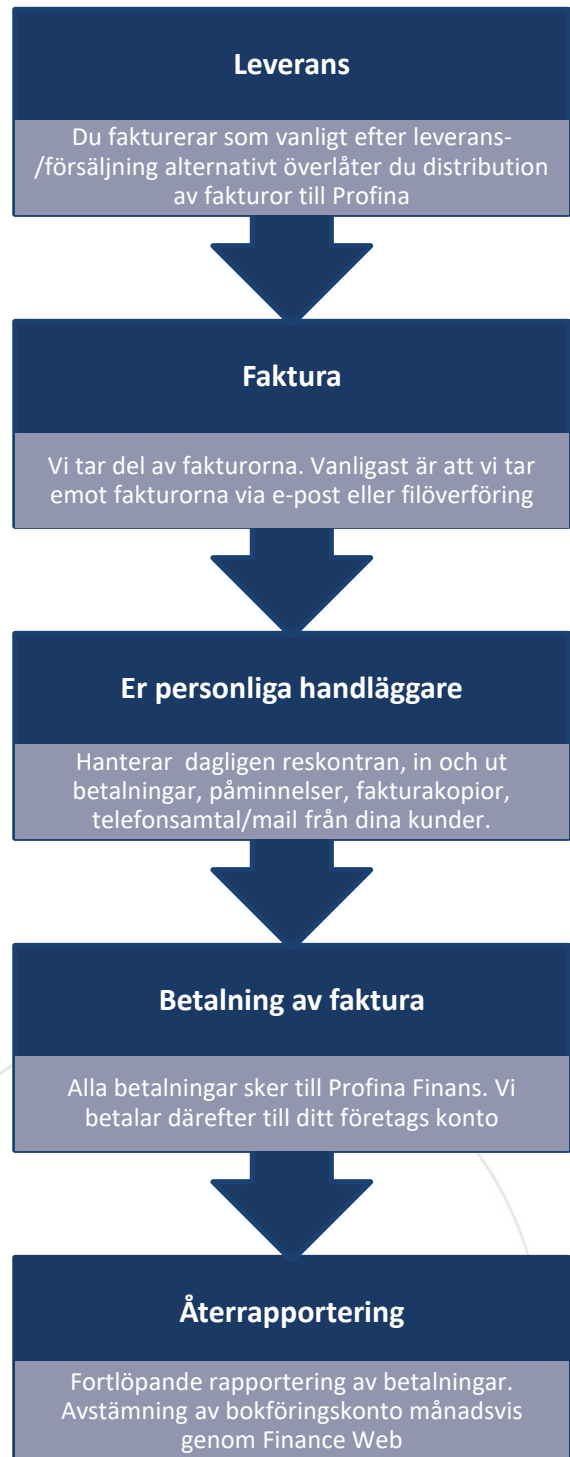 Leverans
Du fakturerar som vanligt efter leverans-
/försäljning alternativt överlåter du distribution
av fakturor till Profina
Faktura
Vi tar del av fakturorna. Vanligast är att vi tar
emot fakturorna via e-post eller filöverföring
Er personliga handläggare
Hanterar  dagligen reskontran, in och ut
betalningar, påminnelser, fakturakopior,
telefonsamtal/mail från dina kunder.
Betalning av faktura
Alla betalningar sker till Profina Finans. Vi
betalar därefter till ditt företags konto
Återrapportering
Fortlöpande rapportering av betalningar.
Avstämning av bokföringskonto månadsvis
genom Finance Web